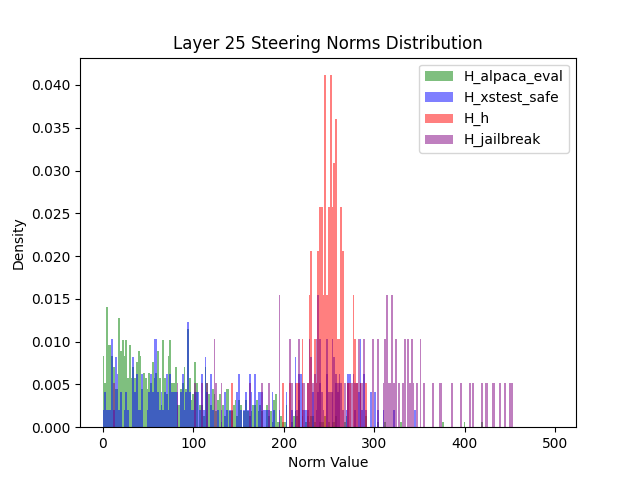 Layer 25 Steering Norms Distribution
H_alpaca_eval
H_xstest_safe
H_h
H_jailbreak
Density
0.040
0.035
0.030
0.025
0.020
0.015
0.010
0.005
0.000
0
100
200
300
400
500
Norm Value